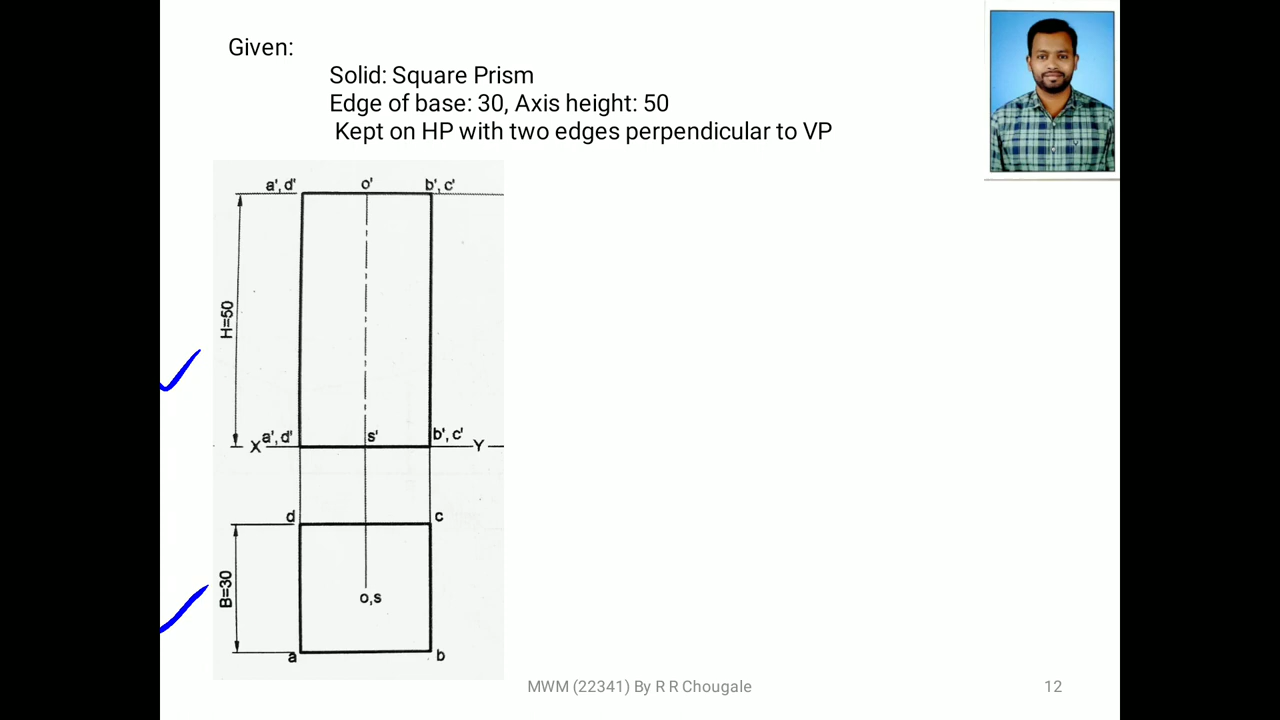 Given:
Solid: Square Prism
Edge of base: 30, Axis height: 50
Kept on HP with two edges perpendicular to VP
a', d' o' b', c'
H=50
X a', d' s' b', c' Y
d c
B=30
o,s
a b
MWM (22341) By R R Chougale 12